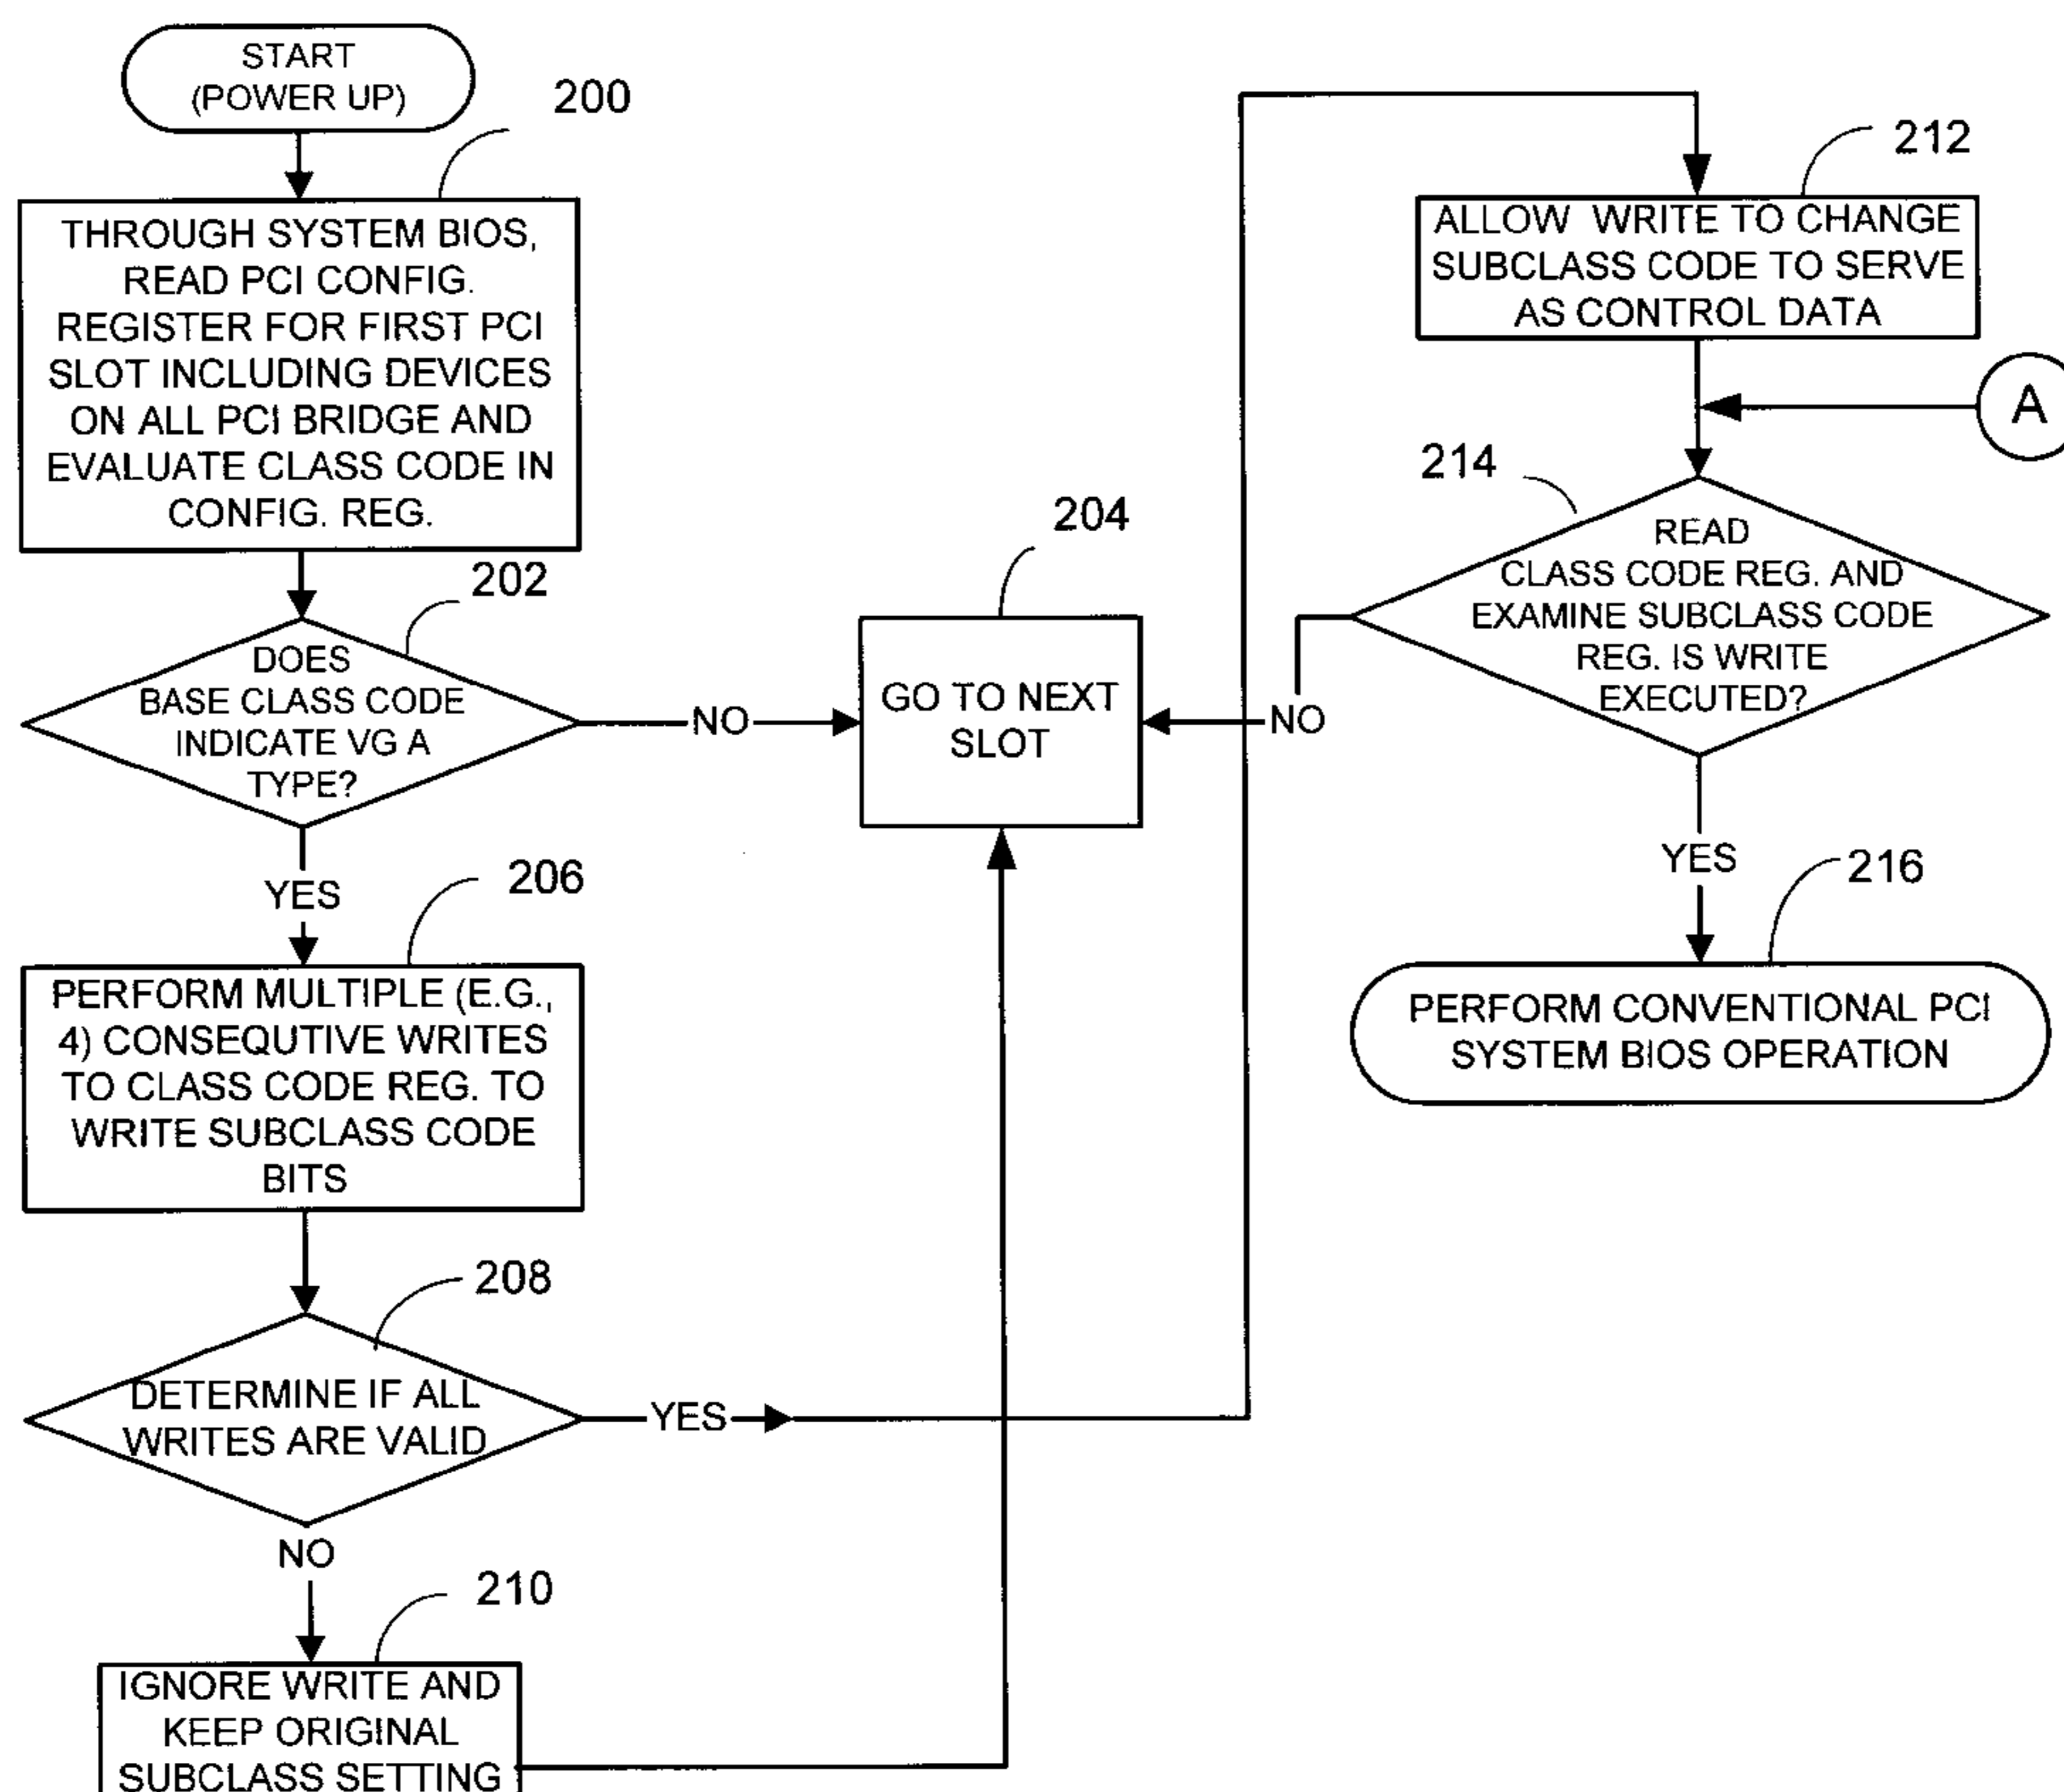 START
(POWER UP)
200
THROUGH SYSTEM BIOS,
READ PCI CONFIG.
REGISTER FOR FIRST PCI
SLOT INCLUDING DEVICES
ON ALL PCI BRIDGE AND
EVALUATE CLASS CODE IN
CONFIG. REG.
202
DOES
BASE CLASS CODE
INDICATE VG A
TYPE?
NO
YES
204
GO TO NEXT
SLOT
206
PERFORM MULTIPLE (E.G.,
4) CONSEQUTIVE WRITES
TO CLASS CODE REG. TO
WRITE SUBCLASS CODE
BITS
208
DETERMINE IF ALL
WRITES ARE VALID
YES
NO
210
IGNORE WRITE AND
KEEP ORIGINAL
SUBCLASS SETTING
212
ALLOW WRITE TO CHANGE
SUBCLASS CODE TO SERVE
AS CONTROL DATA
A
214
READ
CLASS CODE REG. AND
EXAMINE SUBCLASS CODE
REG. IS WRITE
EXECUTED?
NO
YES
216
PERFORM CONVENTIONAL PCI
SYSTEM BIOS OPERATION